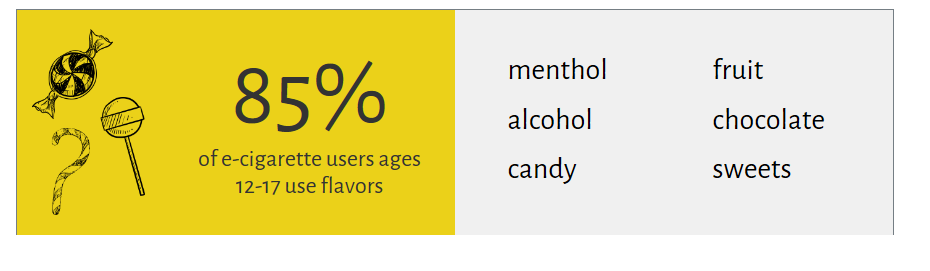 85%
of e-cigarette users ages
12-17 use flavors
menthol
fruit
alcohol
chocolate
candy
sweets